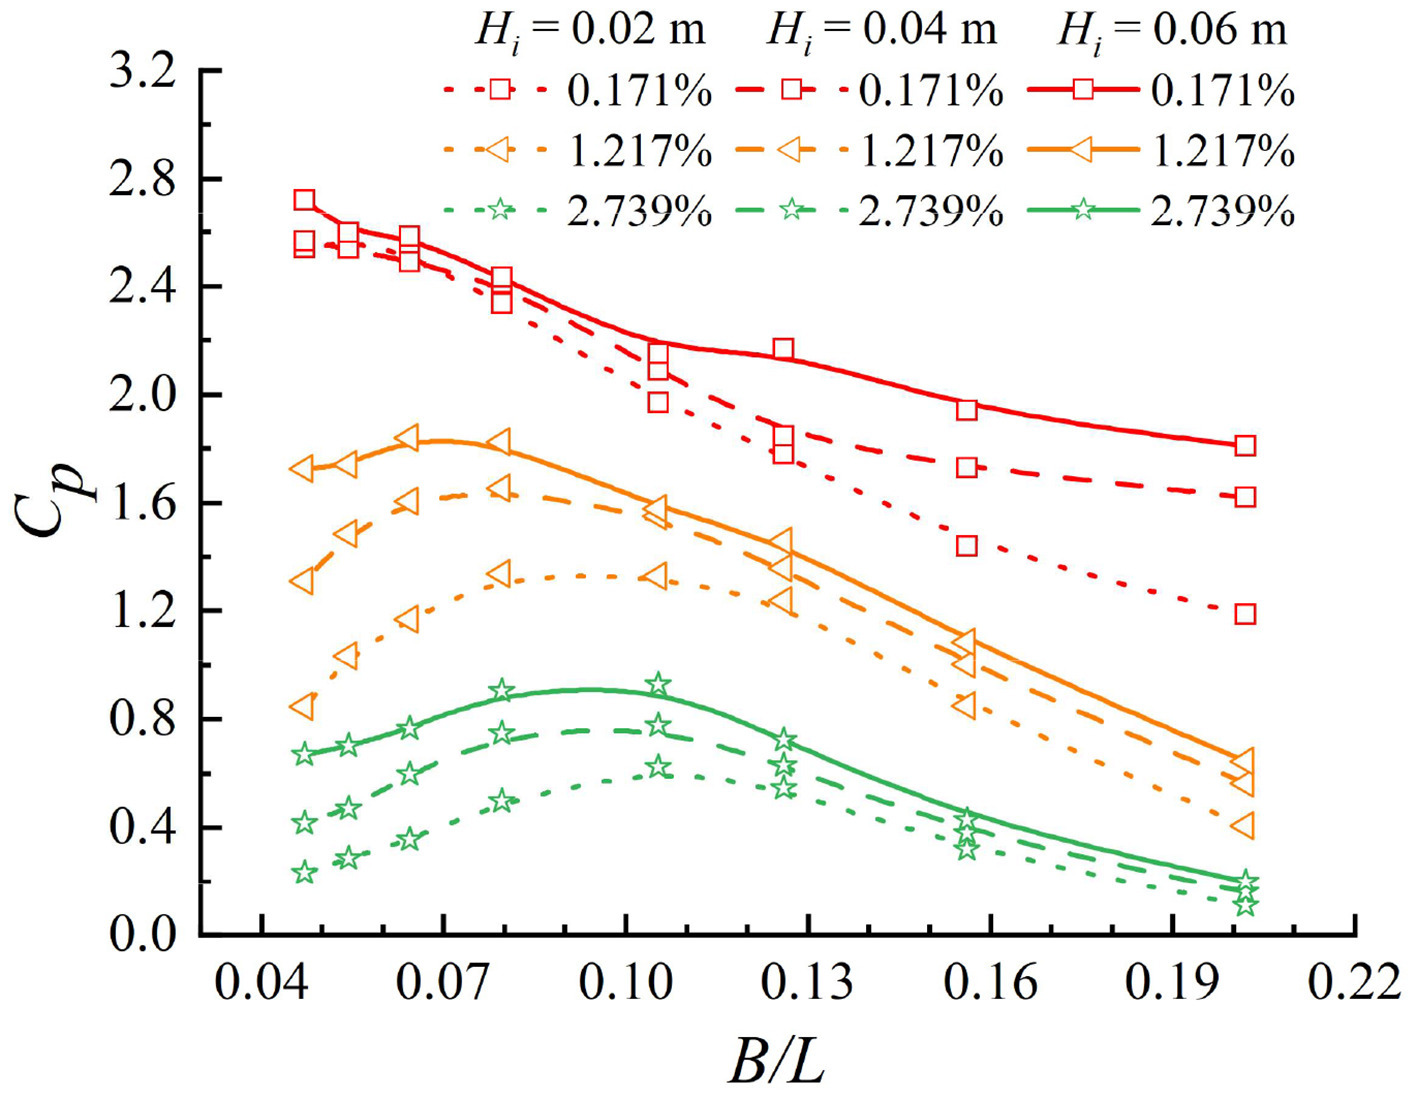 H_i = 0.02 m H_i = 0.04 m H_i = 0.06 m
0.171% 0.171% 0.171%
1.217% 1.217% 1.217%
2.739% 2.739% 2.739%
3.2
2.8
2.4
2.0
1.6
1.2
0.8
0.4
0.0
C_p
0.04 0.07 0.10 0.13 0.16 0.19 0.22
B/L